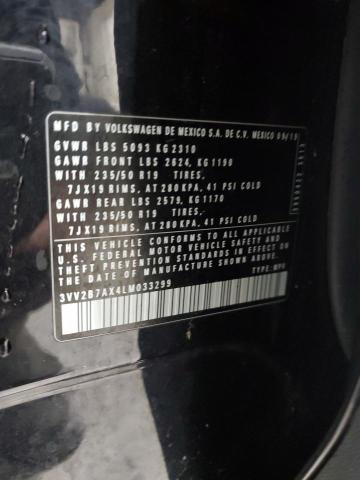 MFD BY VOLKSWAGEN DE MEXICO S.A. DE C.V. MEXICO 09/19
GVWR LBS 5093 KG 2310
GAWR FRONT LBS 2624, KG 1190
WITH 235/50 R19 TIRES,
7JX19 RIMS, AT 280 KPA, 41 PSI COLD
GAWR REAR LBS 2579, KG 1170
WITH 235/50 R19 TIRES,
7JX19 RIMS, AT 280 KPA, 41 PSI COLD
THIS VEHICLE CONFORMS TO ALL APPLICABLE
U.S. FEDERAL MOTOR VEHICLE SAFETY AND
THEFT PREVENTION STANDARDS IN EFFECT ON
THE DATE OF MANUFACTURE SHOWN ABOVE.
TYPE: MPV
3VV2B7AX4LM033299